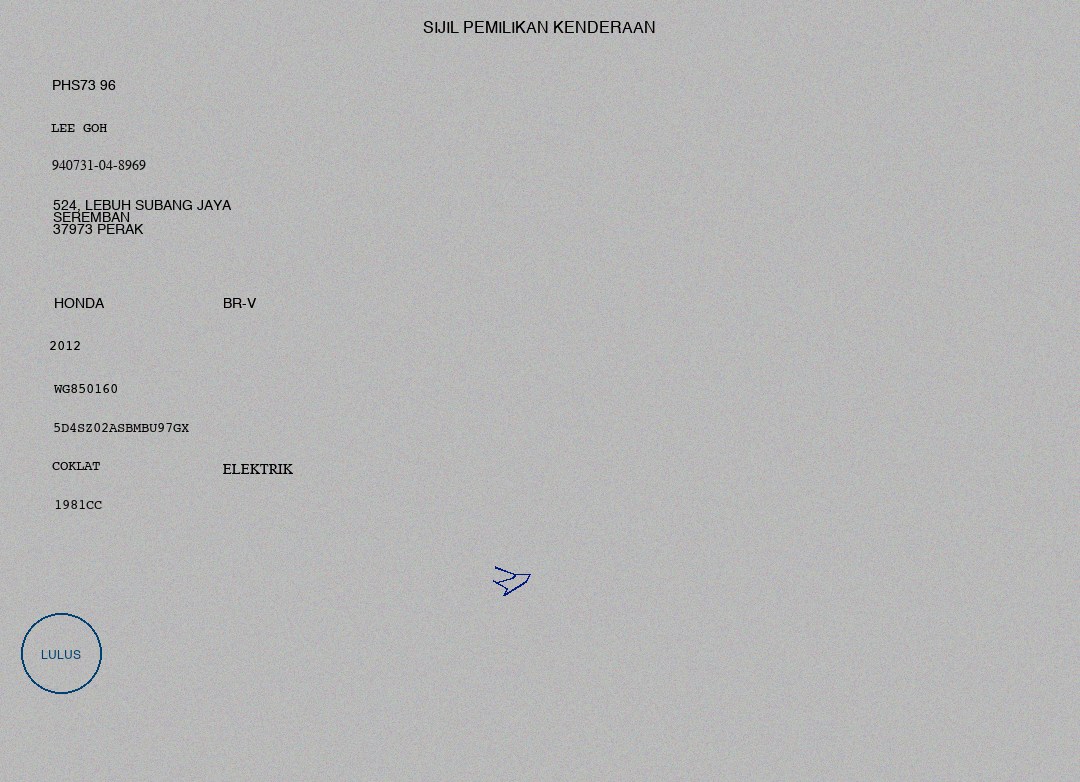 SIJIL PEMILIKAN KENDERAAN
PHS73 96
LEE GOH
940731-04-8969
524, LEBUH SUBANG JAYA
SEREMBAN
37973 PERAK
HONDA BR-V
2012
WG850160
5D4SZ02ASBMBU97GX
COKLAT ELEKTRIK
1981CC
LULUS